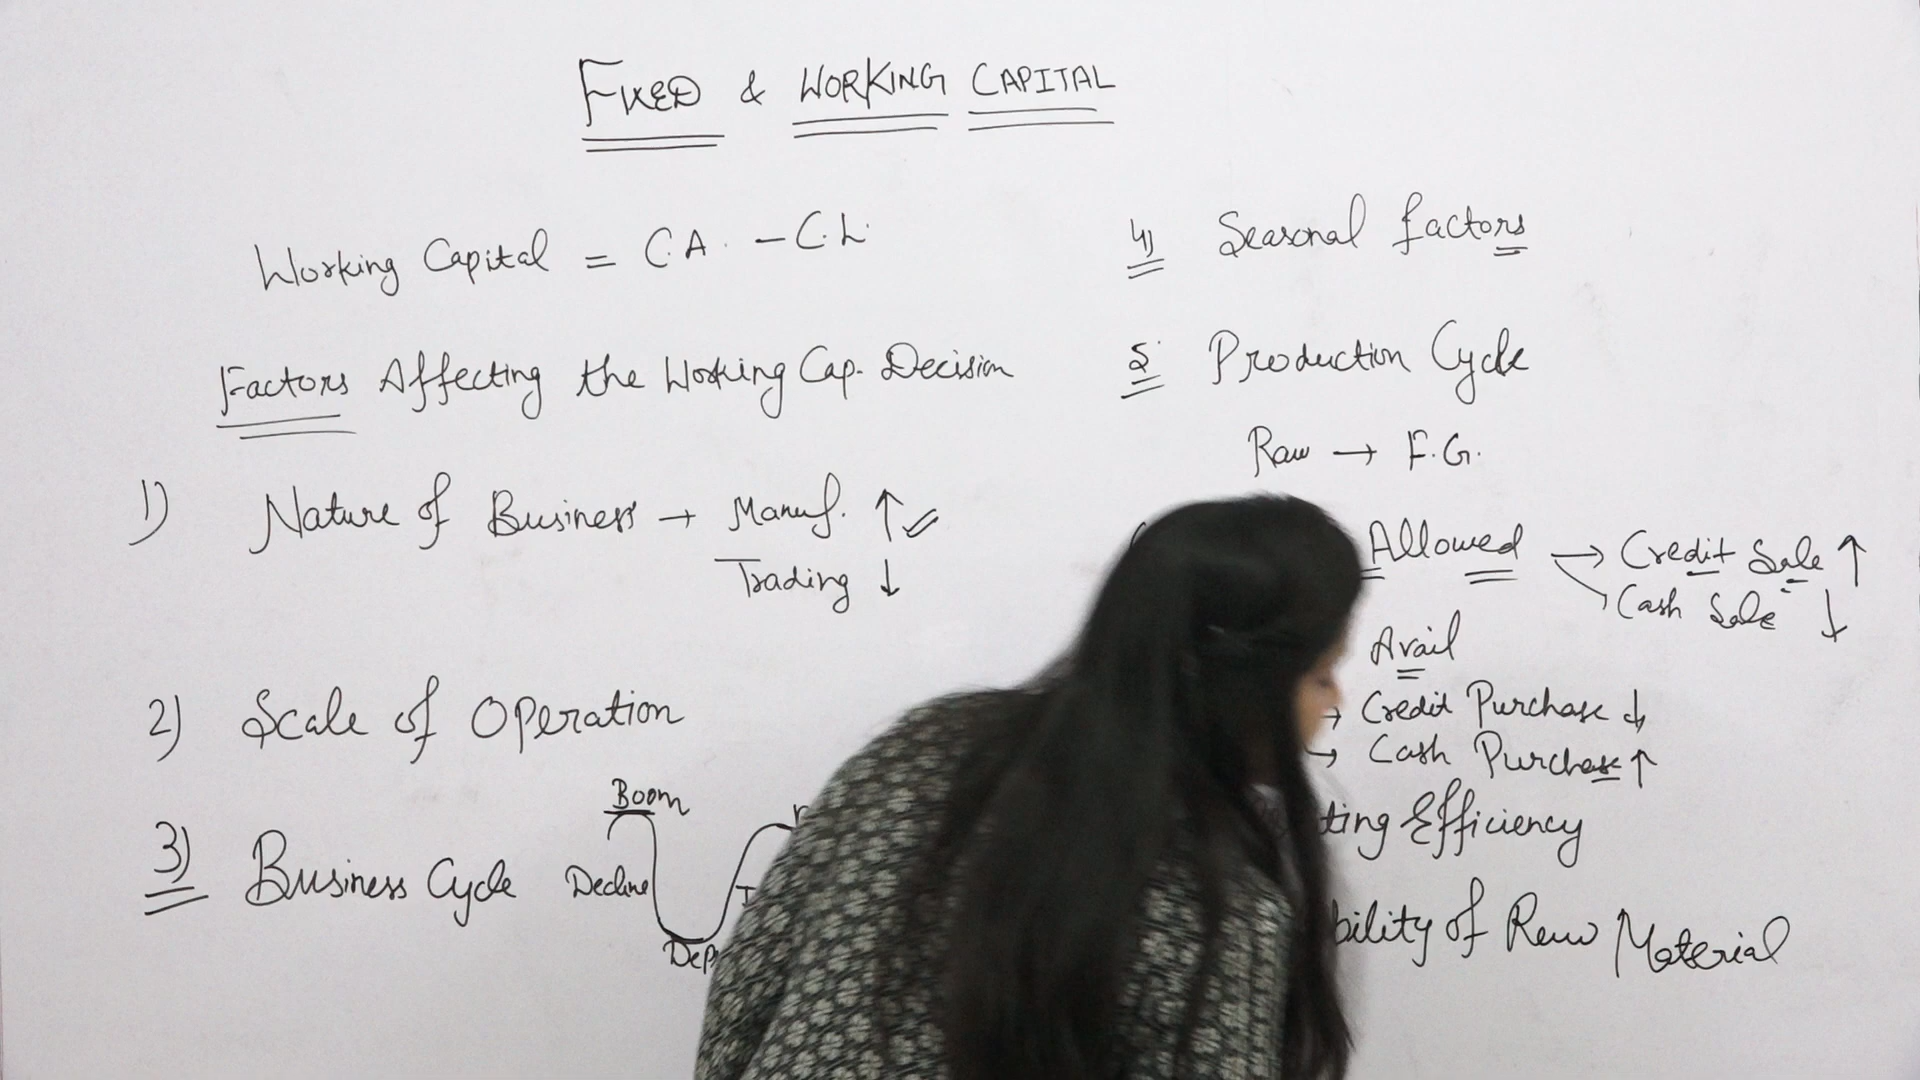 FIXED & WORKING CAPITAL
Working Capital = C.A. - C.L.
Factors Affecting the Working Cap. Decision
1) Nature of Business → Manuf. ↑
Trading ↓
2) Scale of Operation
3) Business Cycle
Boom
Decline
Dep
4) Seasonal factors
5. Production Cycle
Raw → F.G.
Allowed → Credit Sale ↑
Cash Sale ↓
Avail
→ Credit Purchase ↓
→ Cash Purchase ↑
ting Efficiency
bility of Raw Material